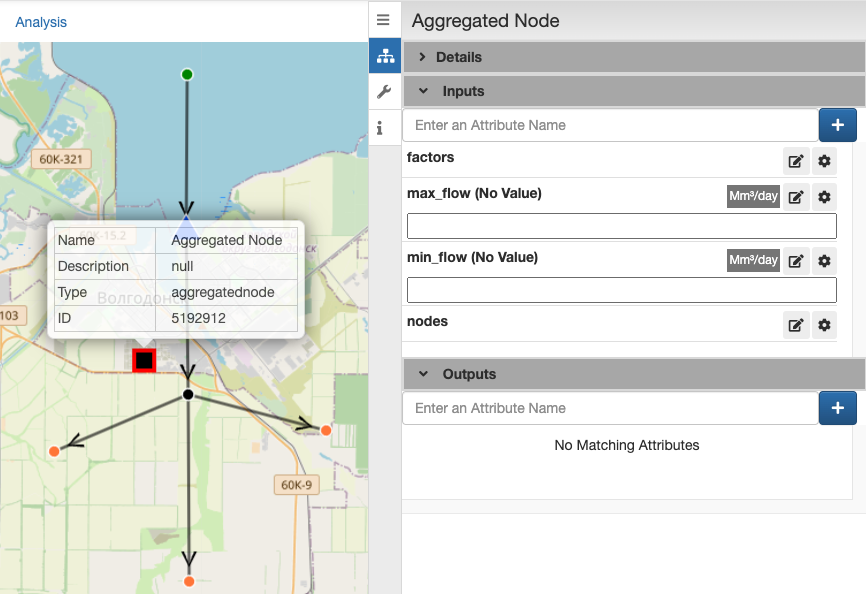 Analysis
Aggregated Node
Details
Inputs
Enter an Attribute Name
factors
max_flow (No Value)
Mm³/day
min_flow (No Value)
Mm³/day
nodes
Outputs
Enter an Attribute Name
No Matching Attributes
60K-321
60K-15.2
Name Aggregated Node
Description null
Type aggregatednode
ID 5192912
Волгодонск
103
60K-9